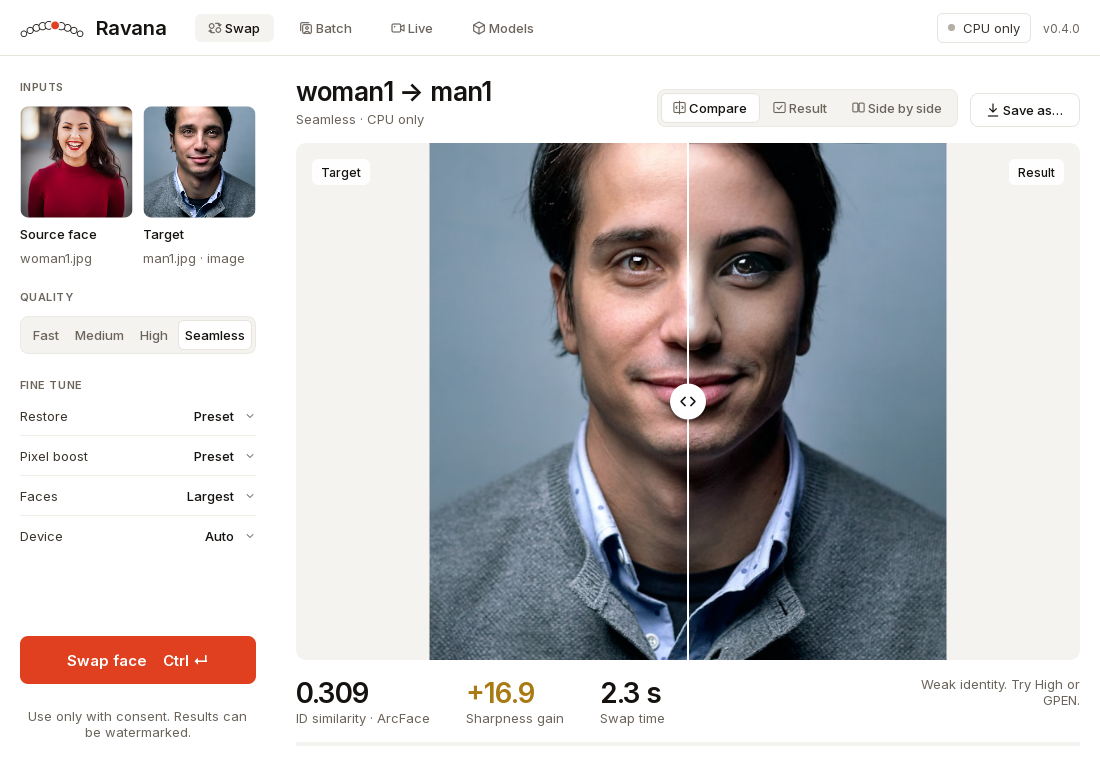 Ravana
Swap
Batch
Live
Models
CPU only
v0.4.0
INPUTS
Source face
woman1.jpg
Target
man1.jpg · image
QUALITY
Fast
Medium
High
Seamless
FINE TUNE
Restore
Preset
Pixel boost
Preset
Faces
Largest
Device
Auto
Swap face Ctrl ↵
Use only with consent. Results can
be watermarked.
woman1 → man1
Seamless · CPU only
Compare
Result
Side by side
Save as…
Target
Result
0.309
ID similarity · ArcFace
+16.9
Sharpness gain
2.3 s
Swap time
Weak identity. Try High or
GPEN.